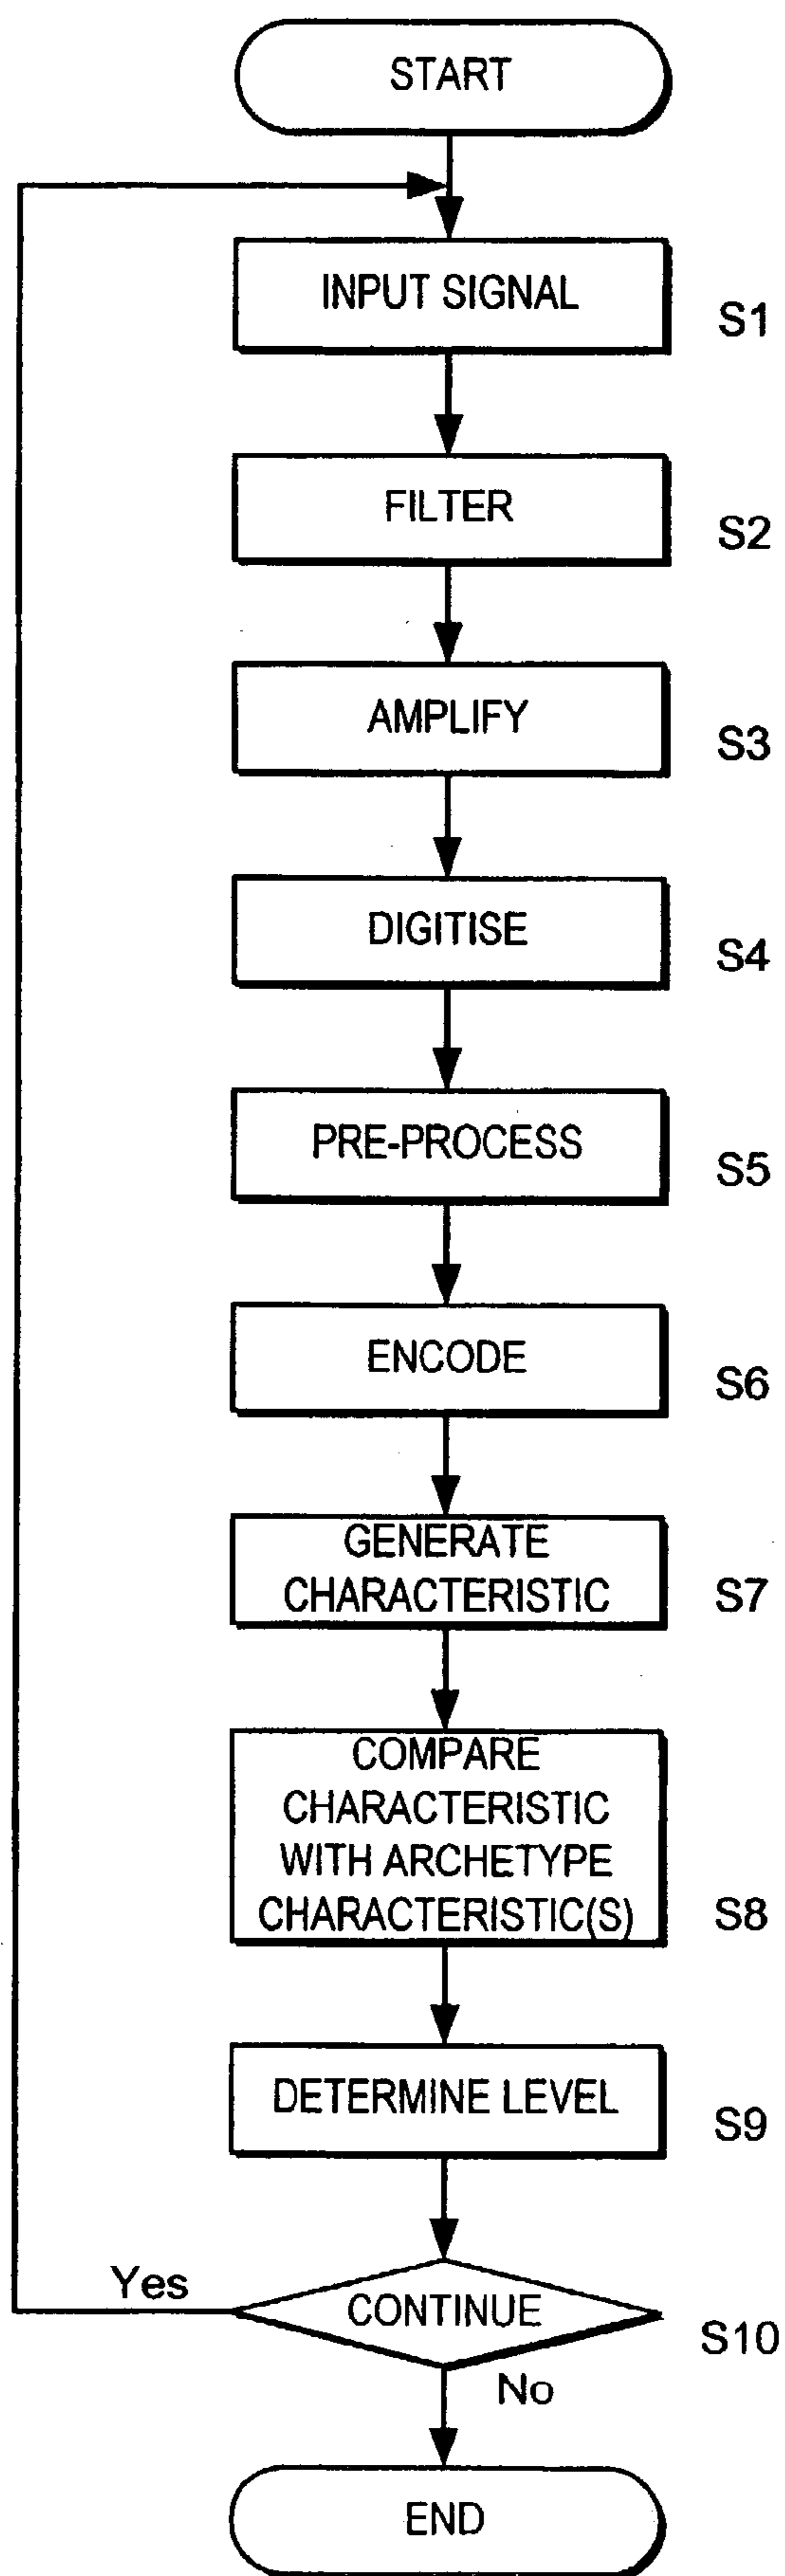 START
INPUT SIGNAL
S1
FILTER
S2
AMPLIFY
S3
DIGITISE
S4
PRE-PROCESS
S5
ENCODE
S6
GENERATE
CHARACTERISTIC
S7
COMPARE
CHARACTERISTIC
WITH ARCHETYPE
CHARACTERISTIC(S)
S8
DETERMINE LEVEL
S9
Yes
CONTINUE
S10
No
END